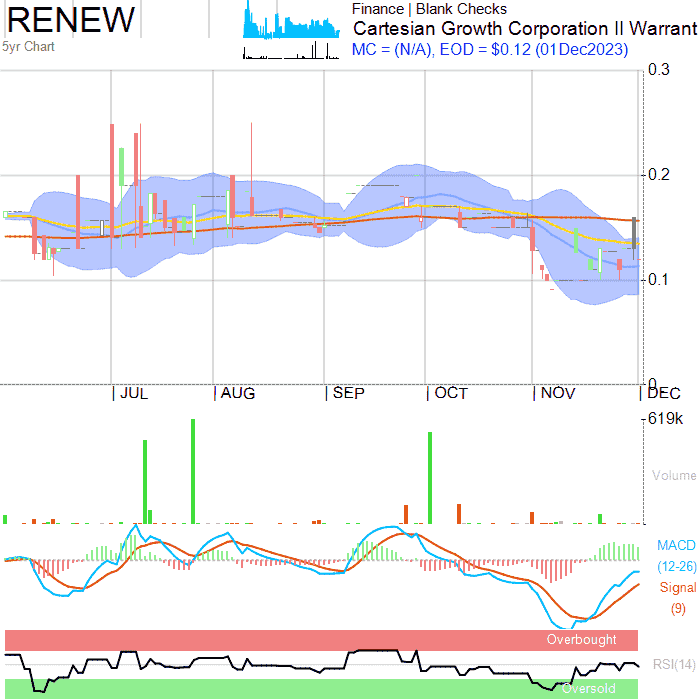 RENEW
5yr Chart
Finance | Blank Checks
Cartesian Growth Corporation II Warrant
MC = (N/A), EOD = $0.12 (01Dec2023)
0.3
0.2
0.1
0
JUL AUG SEP OCT NOV DEC
619k
Volume
MACD
(12-26)
Signal
(9)
Overbought
RSI(14)
Oversold